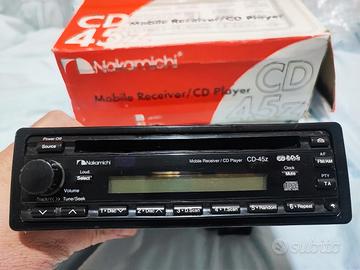 CD
45z
Mobile Receiver/CD Player
Nakamichi
CD
Mobile Receiver/CD Player
45z
Power Off
Source
Nakamichi
Mobile Receiver / CD Player
CD-45z
Loud
Select
Volume
Track
Tune/Seek
Clock
Mute
AF
FM/AM
PTY
TA
1 • Disc
2 • Disc
3 • Scan
4 • T.Scan
5 • Random
6 • Repeat
subito